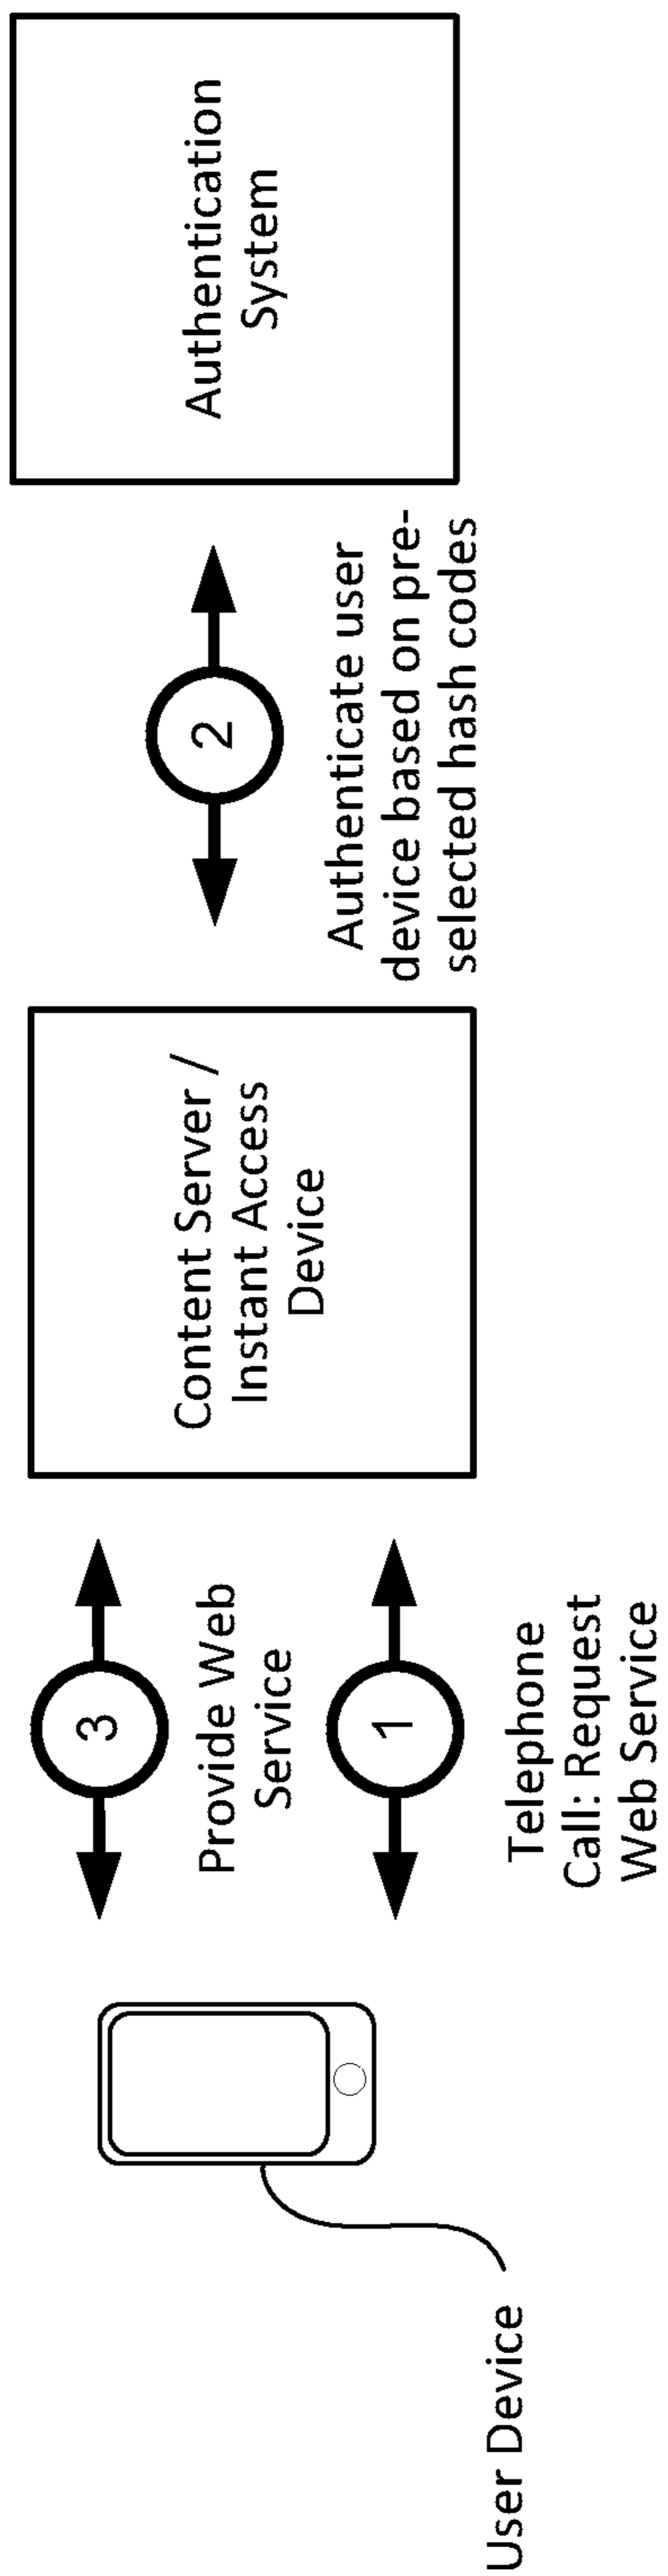 User Device
3
Provide Web
Service
1
Telephone
Call: Request
Web Service
Content Server /
Instant Access
Device
2
Authenticate user
device based on pre-
selected hash codes
Authentication
System